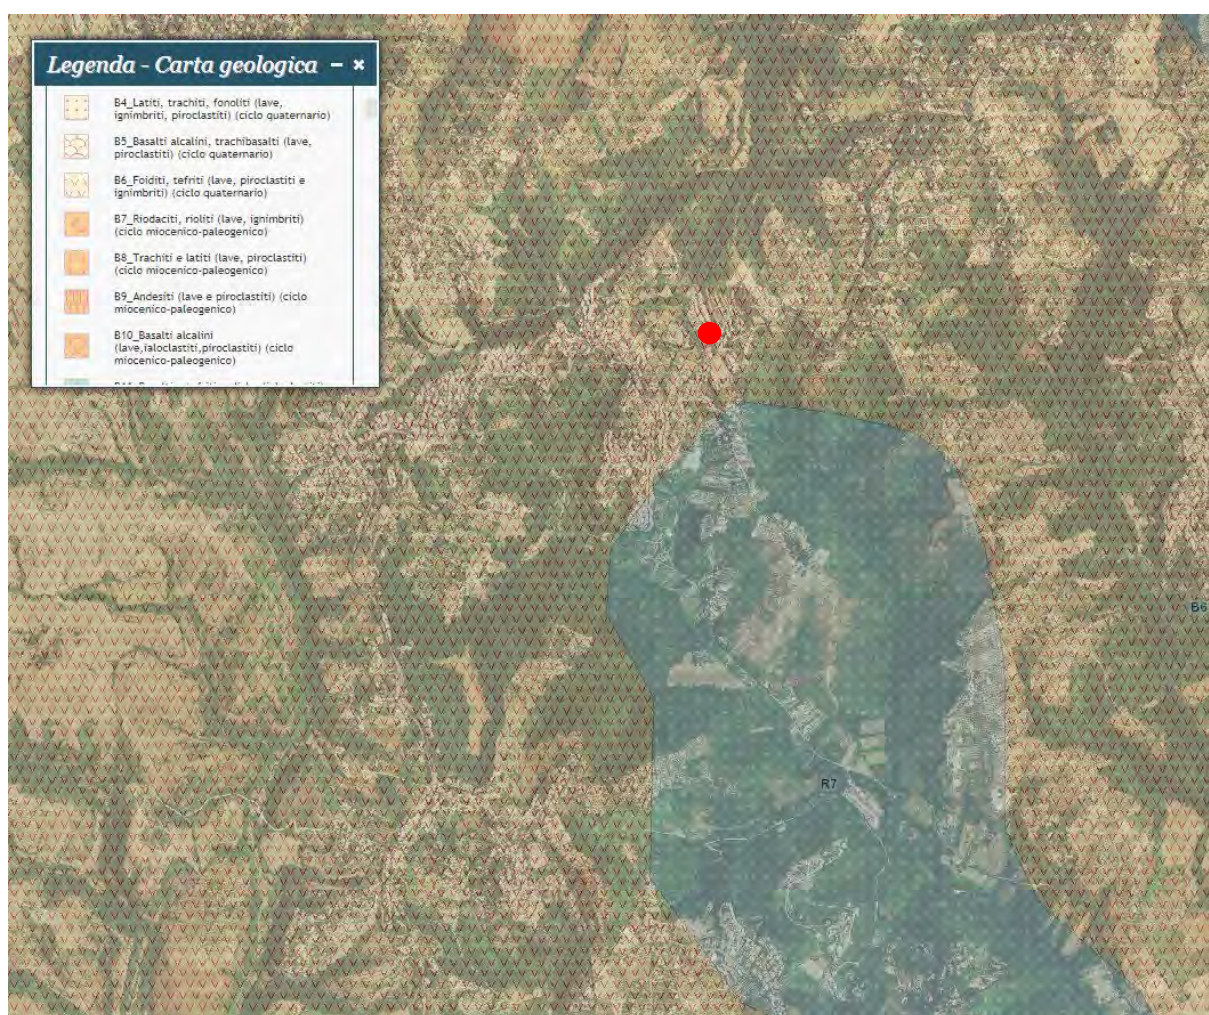 Legenda - Carta geologica
B4_Latiti, trachiti, fonoliti (lave,
ignimbriti, piroclastiti) (ciclo quaternario)
B5_Basalti alcalini, trachibasalti (lave,
piroclastiti) (ciclo quaternario)
B6_Foiditi, tefriti (lave, piroclastiti e
ignimbriti) (ciclo quaternario)
B7_Riodaciti, rioliti (lave, ignimbriti)
(ciclo miocenico-paleogenico)
B8_Trachiti e latiti (lave, piroclastiti)
(ciclo miocenico-paleogenico)
B9_Andesiti (lave e piroclastiti) (ciclo
miocenico-paleogenico)
B10_Basalti alcalini
(lave,ialoclastiti,piroclastiti) (ciclo
miocenico-paleogenico)
B6
R7